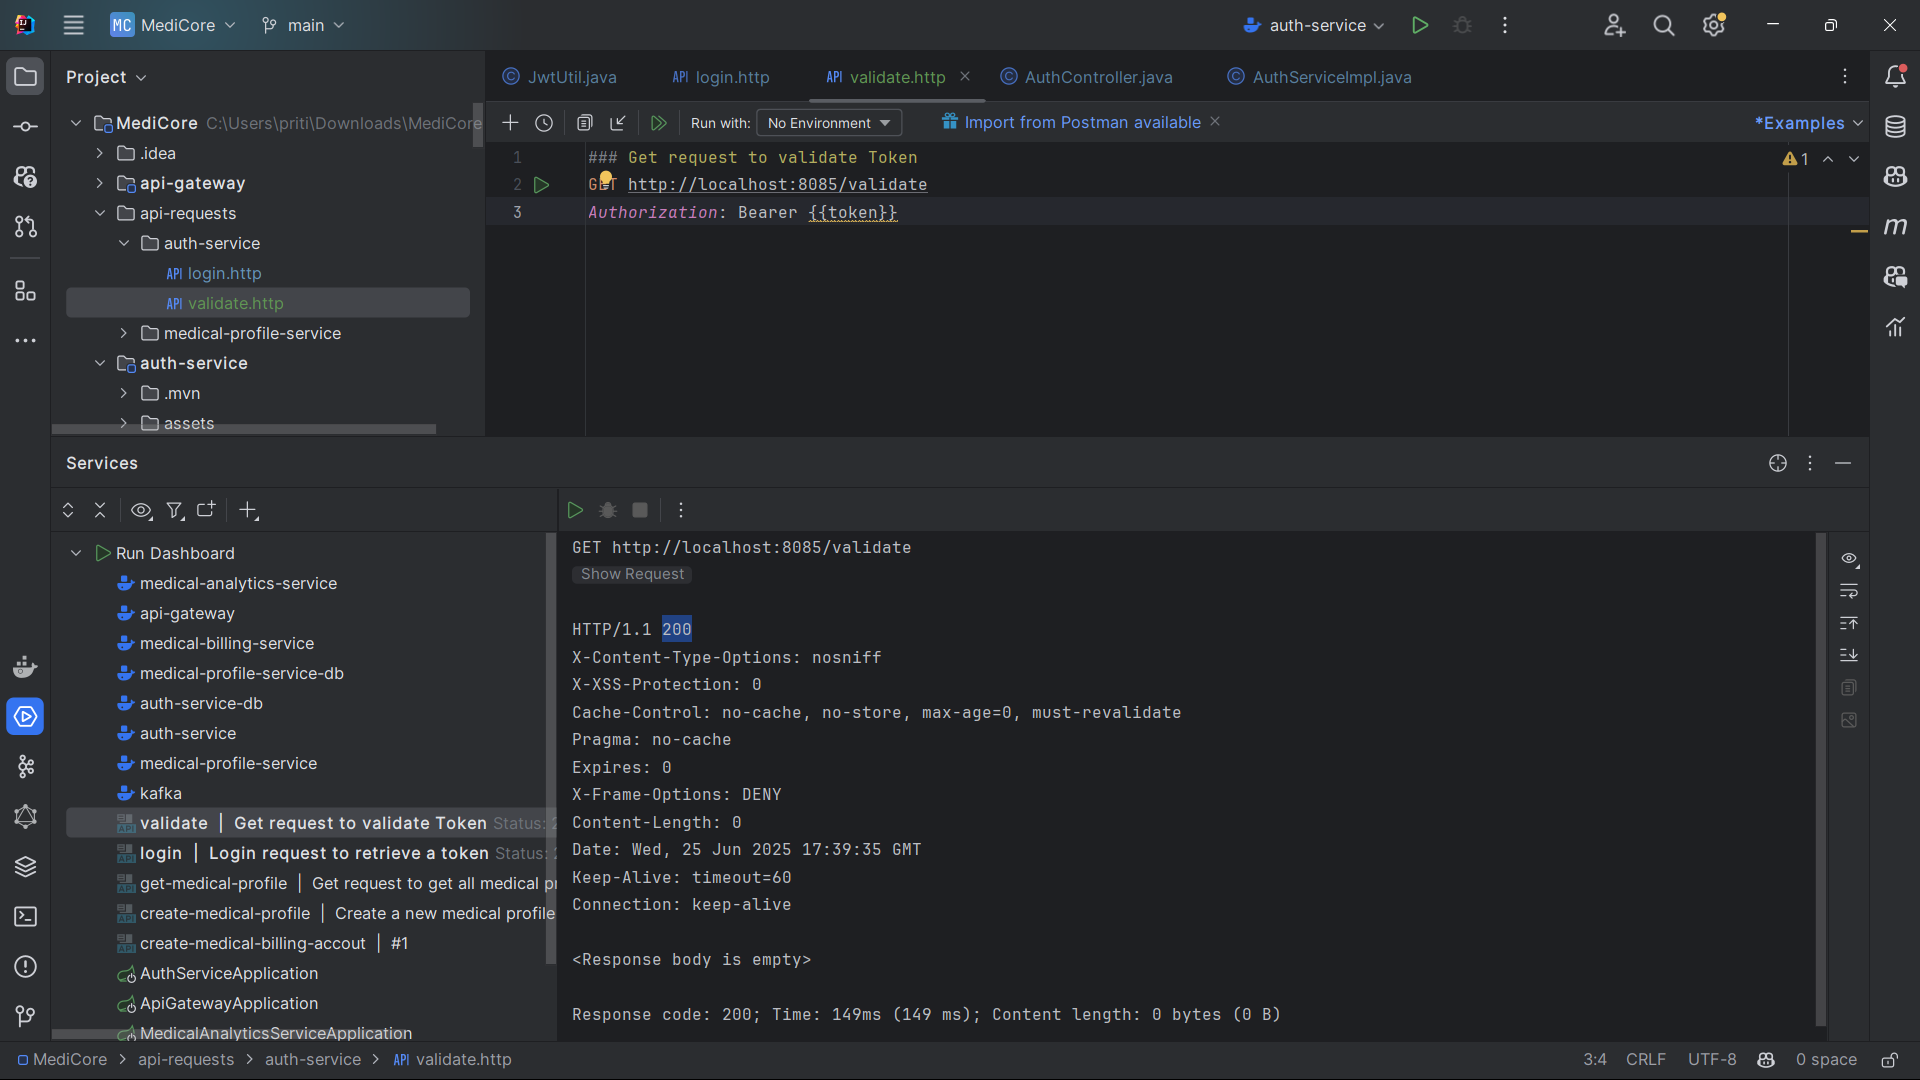 MC MediCore main auth-service
Project
JwtUtil.java API login.http API validate.http AuthController.java AuthServiceImpl.java
MediCore C:\Users\priti\Downloads\MediCore
.idea
api-gateway
api-requests
auth-service
API login.http
API validate.http
medical-profile-service
auth-service
.mvn
assets
Run with: No Environment Import from Postman available *Examples
1 ### Get request to validate Token 1
2 GET http://localhost:8085/validate
3 Authorization: Bearer {{token}}
Services
Run Dashboard
medical-analytics-service
api-gateway
medical-billing-service
medical-profile-service-db
auth-service-db
auth-service
medical-profile-service
kafka
validate | Get request to validate Token Status: 2
login | Login request to retrieve a token Status: 2
get-medical-profile | Get request to get all medical pr
create-medical-profile | Create a new medical profile
create-medical-billing-accout | #1
AuthServiceApplication
ApiGatewayApplication
MedicalAnalyticsServiceApplication
GET http://localhost:8085/validate
Show Request
HTTP/1.1 200
X-Content-Type-Options: nosniff
X-XSS-Protection: 0
Cache-Control: no-cache, no-store, max-age=0, must-revalidate
Pragma: no-cache
Expires: 0
X-Frame-Options: DENY
Content-Length: 0
Date: Wed, 25 Jun 2025 17:39:35 GMT
Keep-Alive: timeout=60
Connection: keep-alive
<Response body is empty>
Response code: 200; Time: 149ms (149 ms); Content length: 0 bytes (0 B)
MediCore > api-requests > auth-service > API validate.http 3:4 CRLF UTF-8 0 space